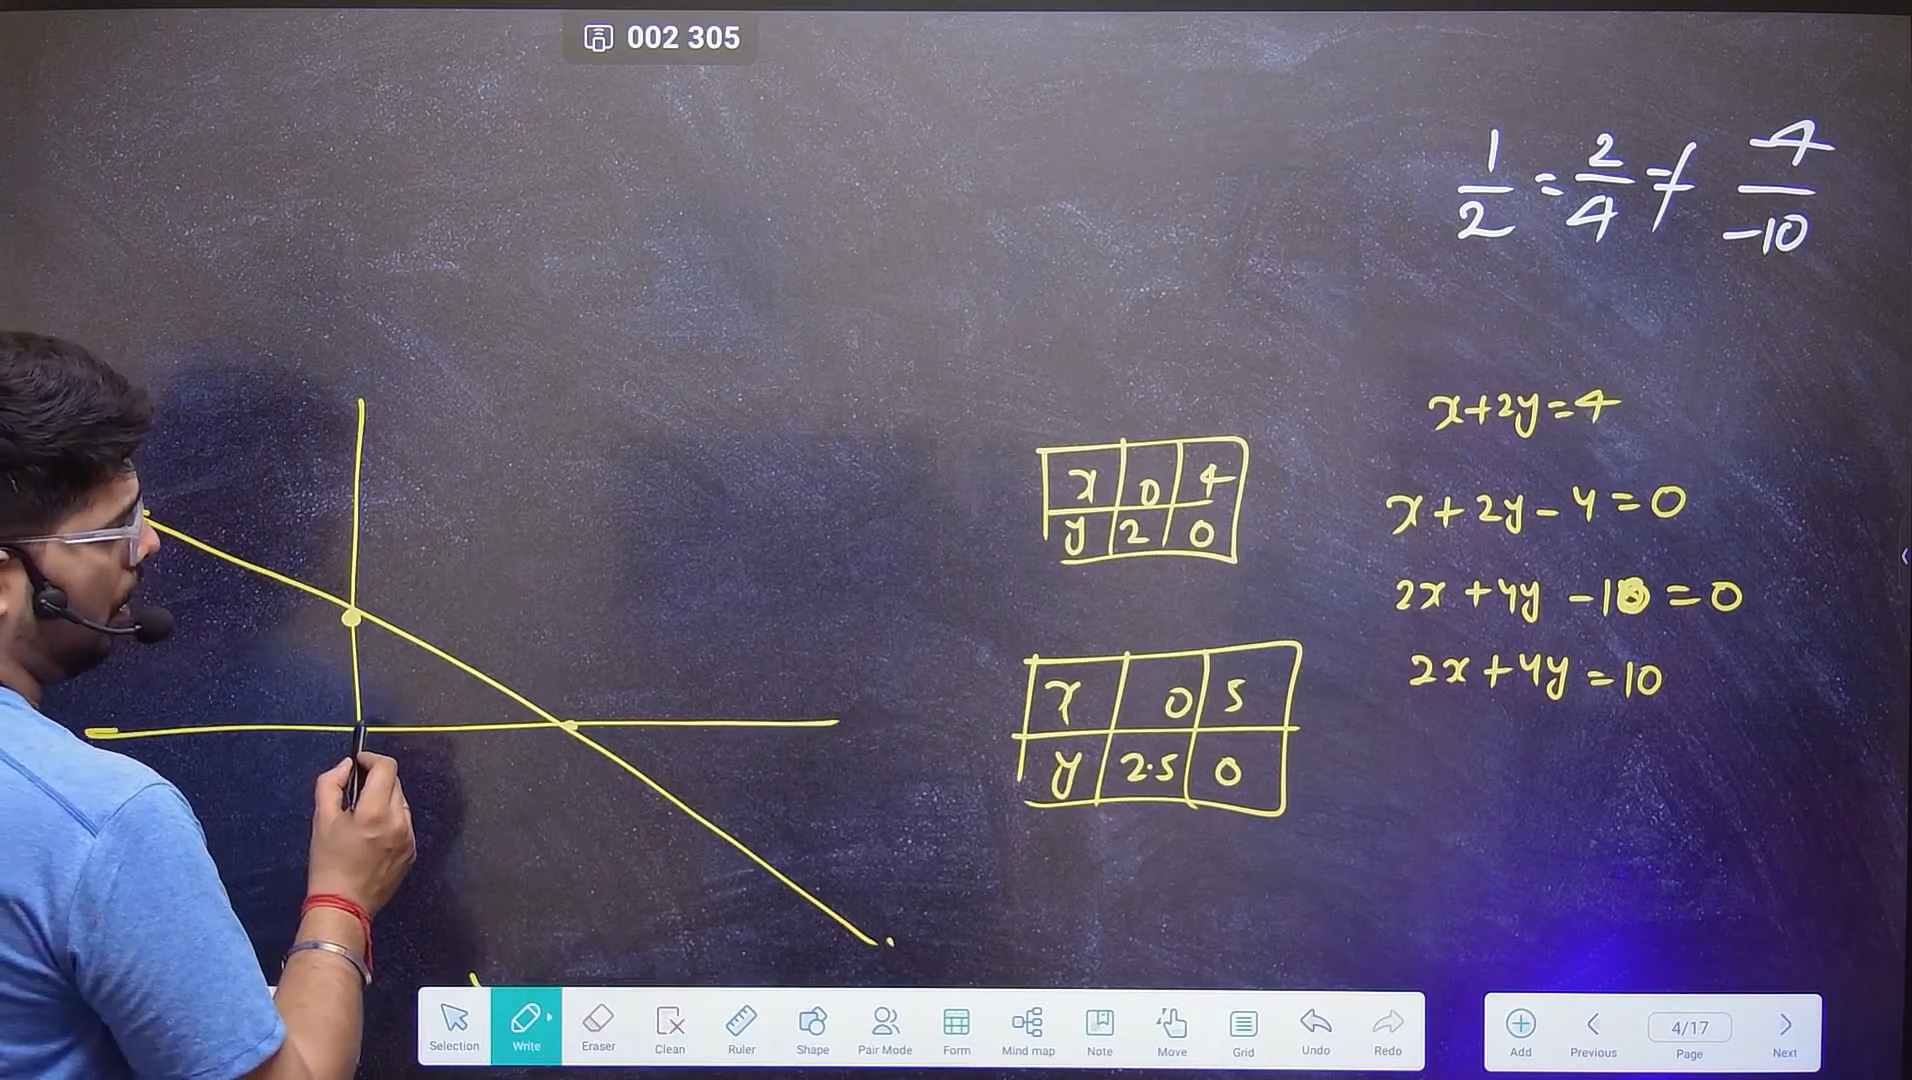 002 305
1/2 = 2/4 ≠ 4/-10
x+2y=4
x+2y-4=0
2x+4y-10=0
2x+4y=10
x 0 4
y 2 0
x 0 5
y 2.5 0
Selection Write Eraser Clean Ruler Shape Pair Mode Form Mind map Note Move Grid Undo Redo
Add Previous 4/17 Page Next